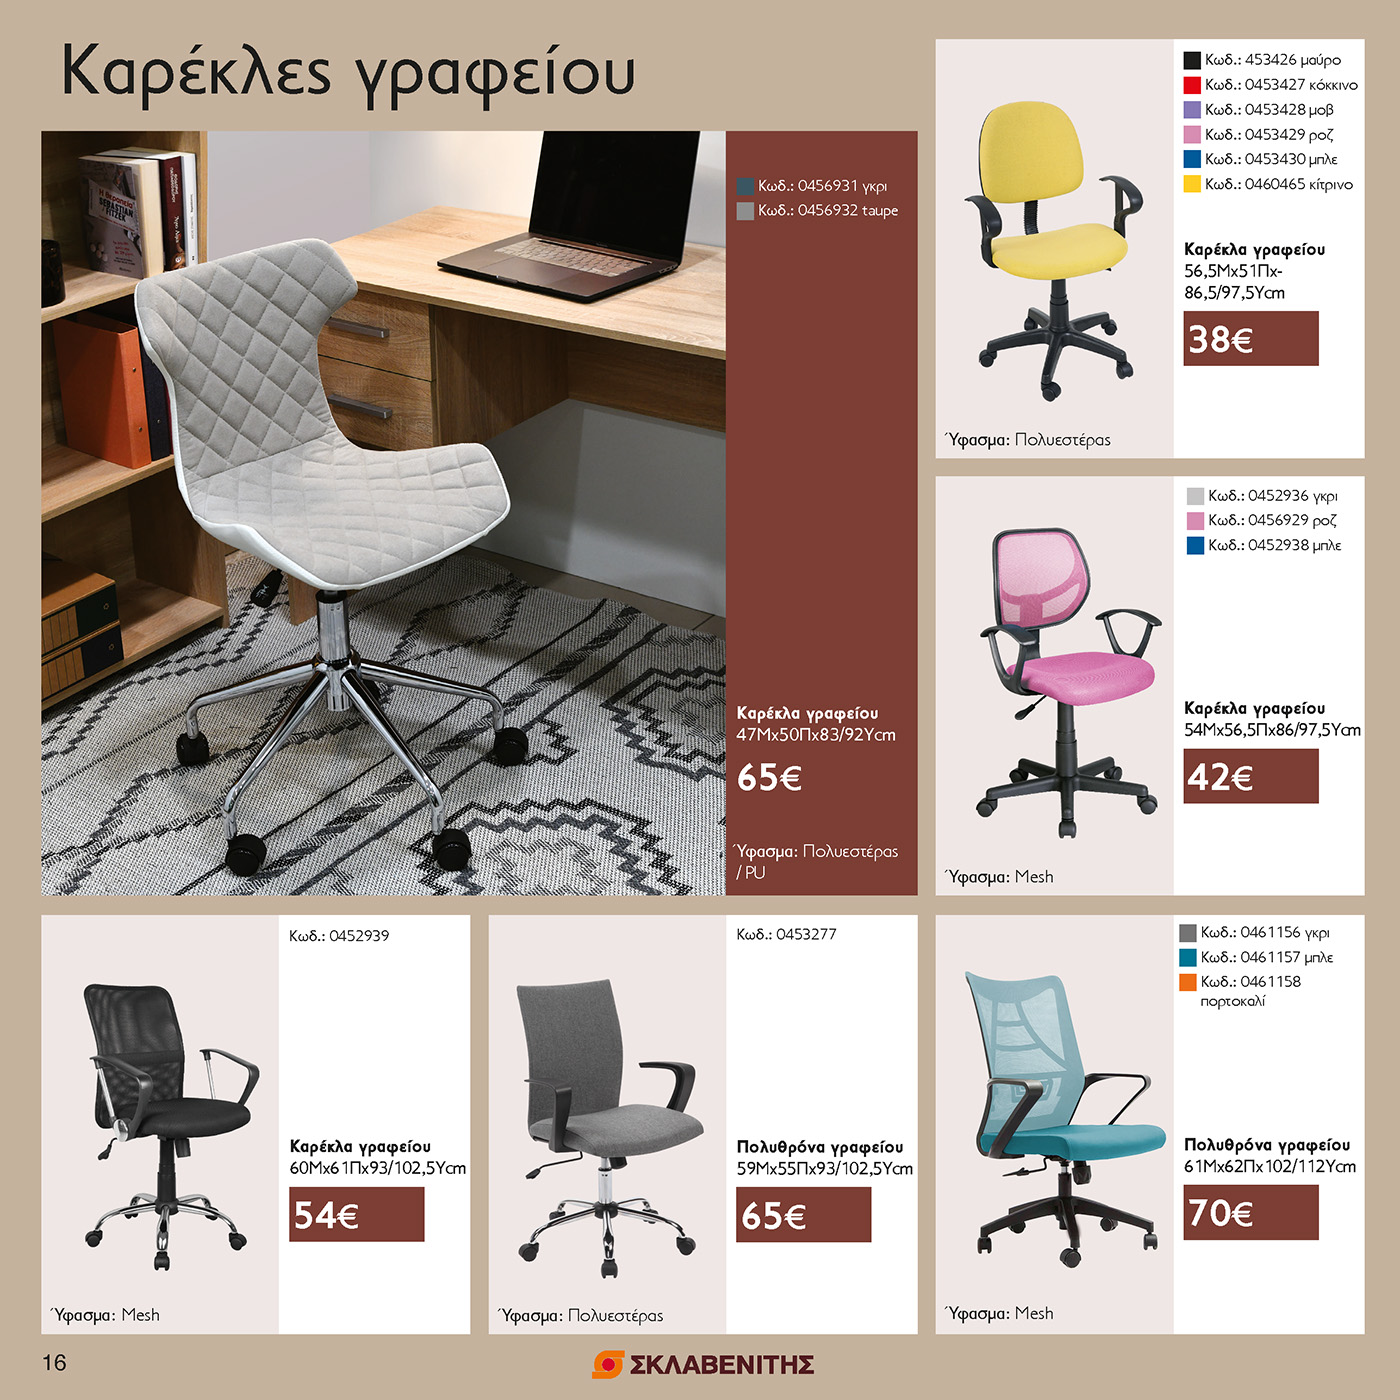 Καρέκλες γραφείου
Κωδ.: 0456931 γκρι
Κωδ.: 0456932 taupe
Καρέκλα γραφείου
47Μx50Πx83/92Υcm
65€
Ύφασμα: Πολυεστέρας
/ PU
Κωδ.: 453426 μαύρο
Κωδ.: 0453427 κόκκινο
Κωδ.: 0453428 μοβ
Κωδ.: 0453429 ροζ
Κωδ.: 0453430 μπλε
Κωδ.: 0460465 κίτρινο
Καρέκλα γραφείου
56,5Μx51Πx-
86,5/97,5Υcm
38€
Ύφασμα: Πολυεστέρας
Κωδ.: 0452936 γκρι
Κωδ.: 0456929 ροζ
Κωδ.: 0452938 μπλε
Καρέκλα γραφείου
54Μx56,5Πx86/97,5Υcm
42€
Ύφασμα: Mesh
Κωδ.: 0452939
Καρέκλα γραφείου
60Μx61Πx93/102,5Υcm
54€
Ύφασμα: Mesh
Κωδ.: 0453277
Πολυθρόνα γραφείου
59Μx55Πx93/102,5Υcm
65€
Ύφασμα: Πολυεστέρας
Κωδ.: 0461156 γκρι
Κωδ.: 0461157 μπλε
Κωδ.: 0461158
πορτοκαλί
Πολυθρόνα γραφείου
61Μx62Πx102/112Υcm
70€
Ύφασμα: Mesh
Η θεραπεία
SEBASTIAN
FITZEK
16
ΣΚΛΑΒΕΝΙΤΗΣ